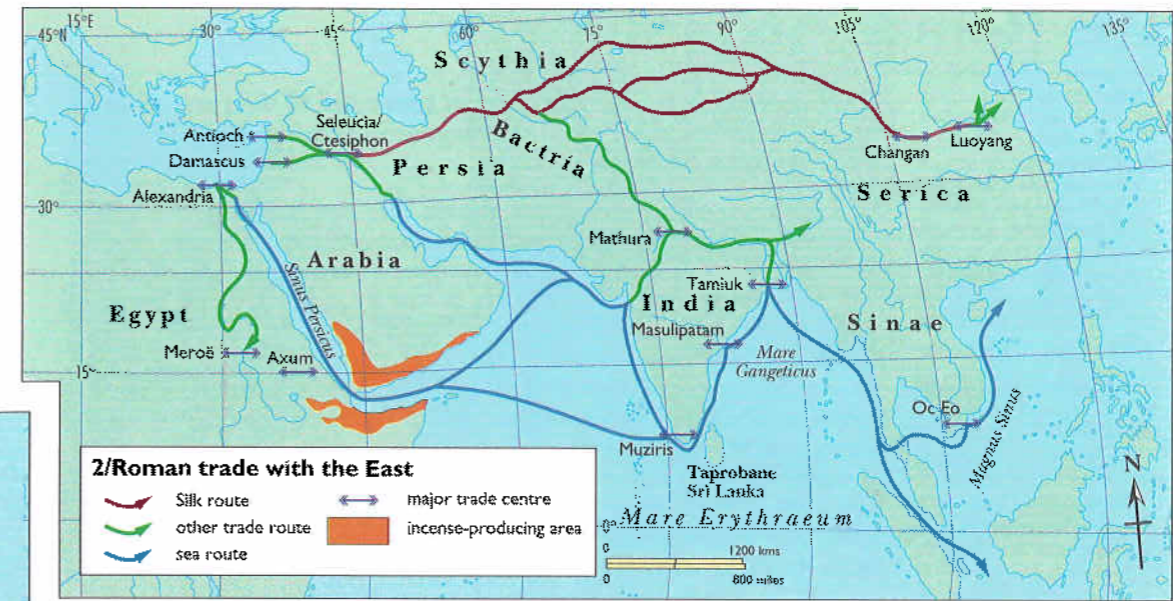 15°E
45°N
30°
45°
60°
75°
90°
105°
120°
135°
Scythia
Antioch
Seleucia/
Ctesiphon
Damascus
Bactria
Persia
Changan
Luoyang
Alexandria
Serica
30°
Mathura
Arabia
Sinus Persicus
Tamluk
India
Egypt
Sinae
Masulipatam
Meroë
Axum
Mare
Gangeticus
15°
Oc Eo
Magnus Sinus
Muziris
Taprobane
Sri Lanka
Mare Erythraeum
0°
N
2/Roman trade with the East
Silk route
major trade centre
other trade route
incense-producing area
sea route
0
1200 kms
0
800 miles